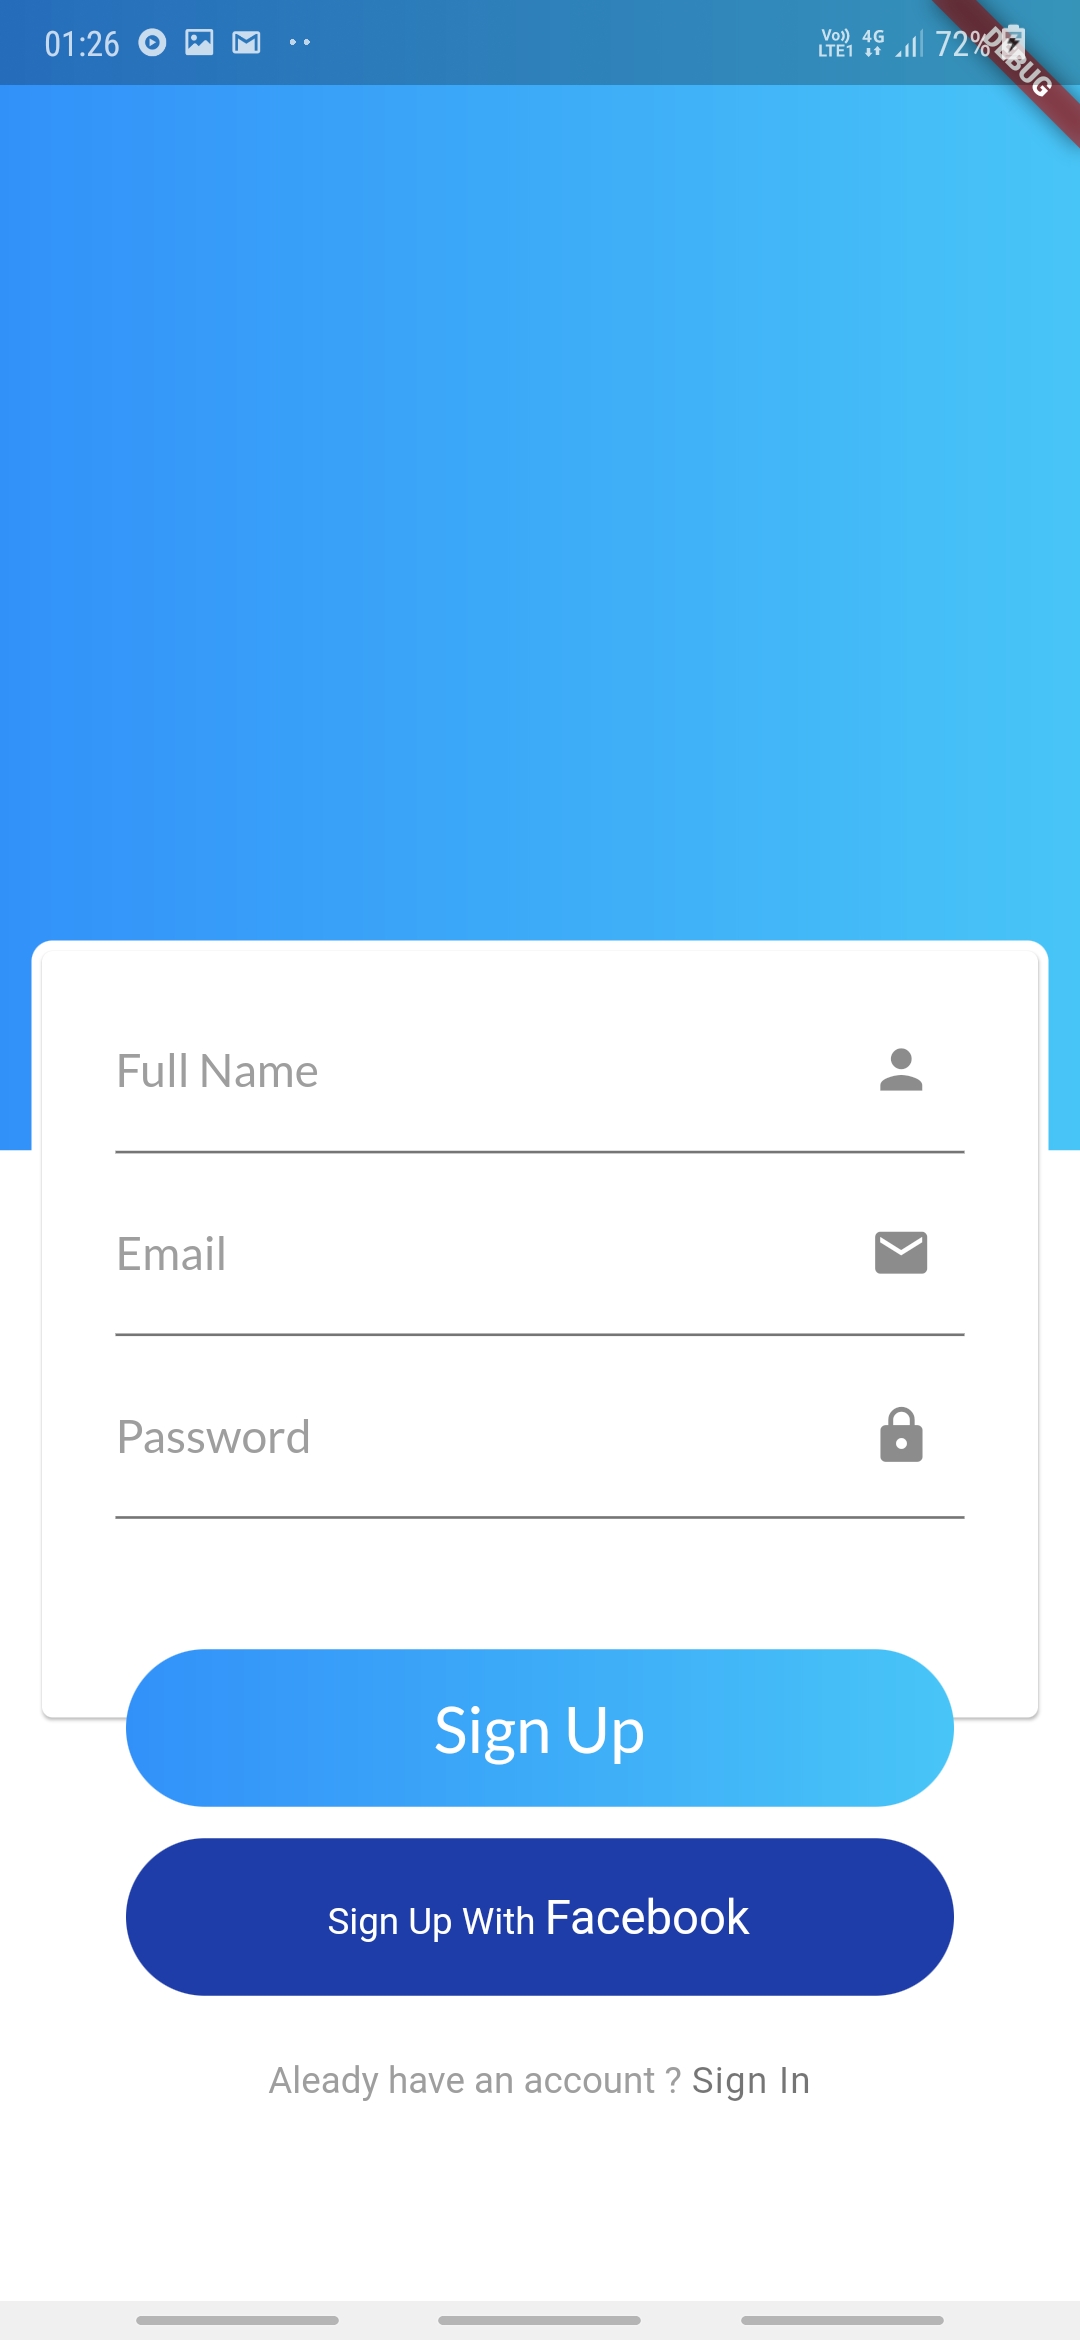 01:26 Vo)) LTE1 4G 72%
DEBUG
Full Name
Email
Password
Sign Up
Sign Up With Facebook
Aleady have an account ? Sign In